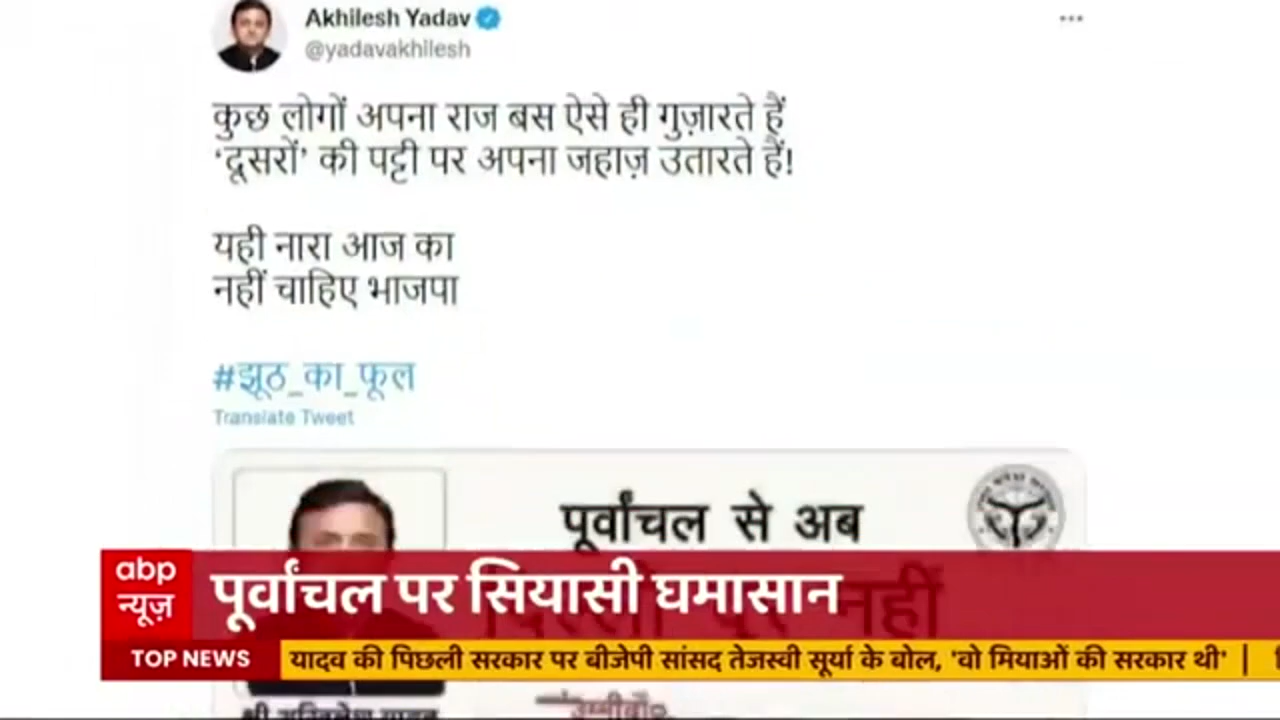 Akhilesh Yadav
@yadavakhilesh
कुछ लोगों अपना राज बस ऐसे ही गुज़ारते हैं
‘दूसरों’ की पट्टी पर अपना जहाज़ उतारते हैं!
यही नारा आज का
नहीं चाहिए भाजपा
#झूठ_का_फूल
Translate Tweet
पूर्वांचल से अब
दिल्ली दूर नहीं
abp
न्यूज़
पूर्वांचल पर सियासी घमासान
TOP NEWS
यादव की पिछली सरकार पर बीजेपी सांसद तेजस्वी सूर्या के बोल, 'वो मियाओं की सरकार थी' |